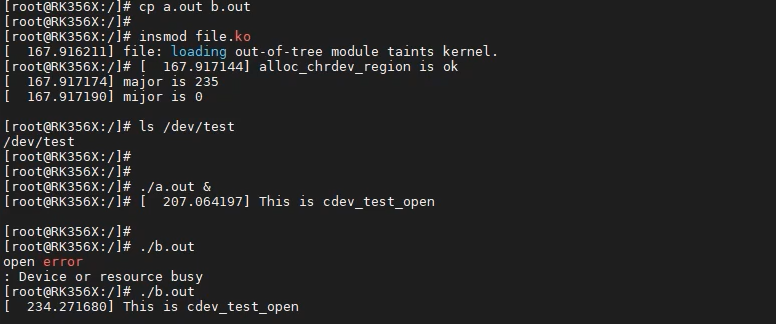 [root@RK356X:/]# cp a.out b.out
[root@RK356X:/]#
[root@RK356X:/]# insmod file.ko
[  167.916211] file: loading out-of-tree module taints kernel.
[root@RK356X:/]# [  167.917144] alloc_chrdev_region is ok
[  167.917174] major is 235
[  167.917190] mijor is 0
[root@RK356X:/]# ls /dev/test
/dev/test
[root@RK356X:/]#
[root@RK356X:/]#
[root@RK356X:/]# ./a.out &
[root@RK356X:/]# [  207.064197] This is cdev_test_open
[root@RK356X:/]#
[root@RK356X:/]# ./b.out
open error
: Device or resource busy
[root@RK356X:/]# ./b.out
[  234.271680] This is cdev_test_open